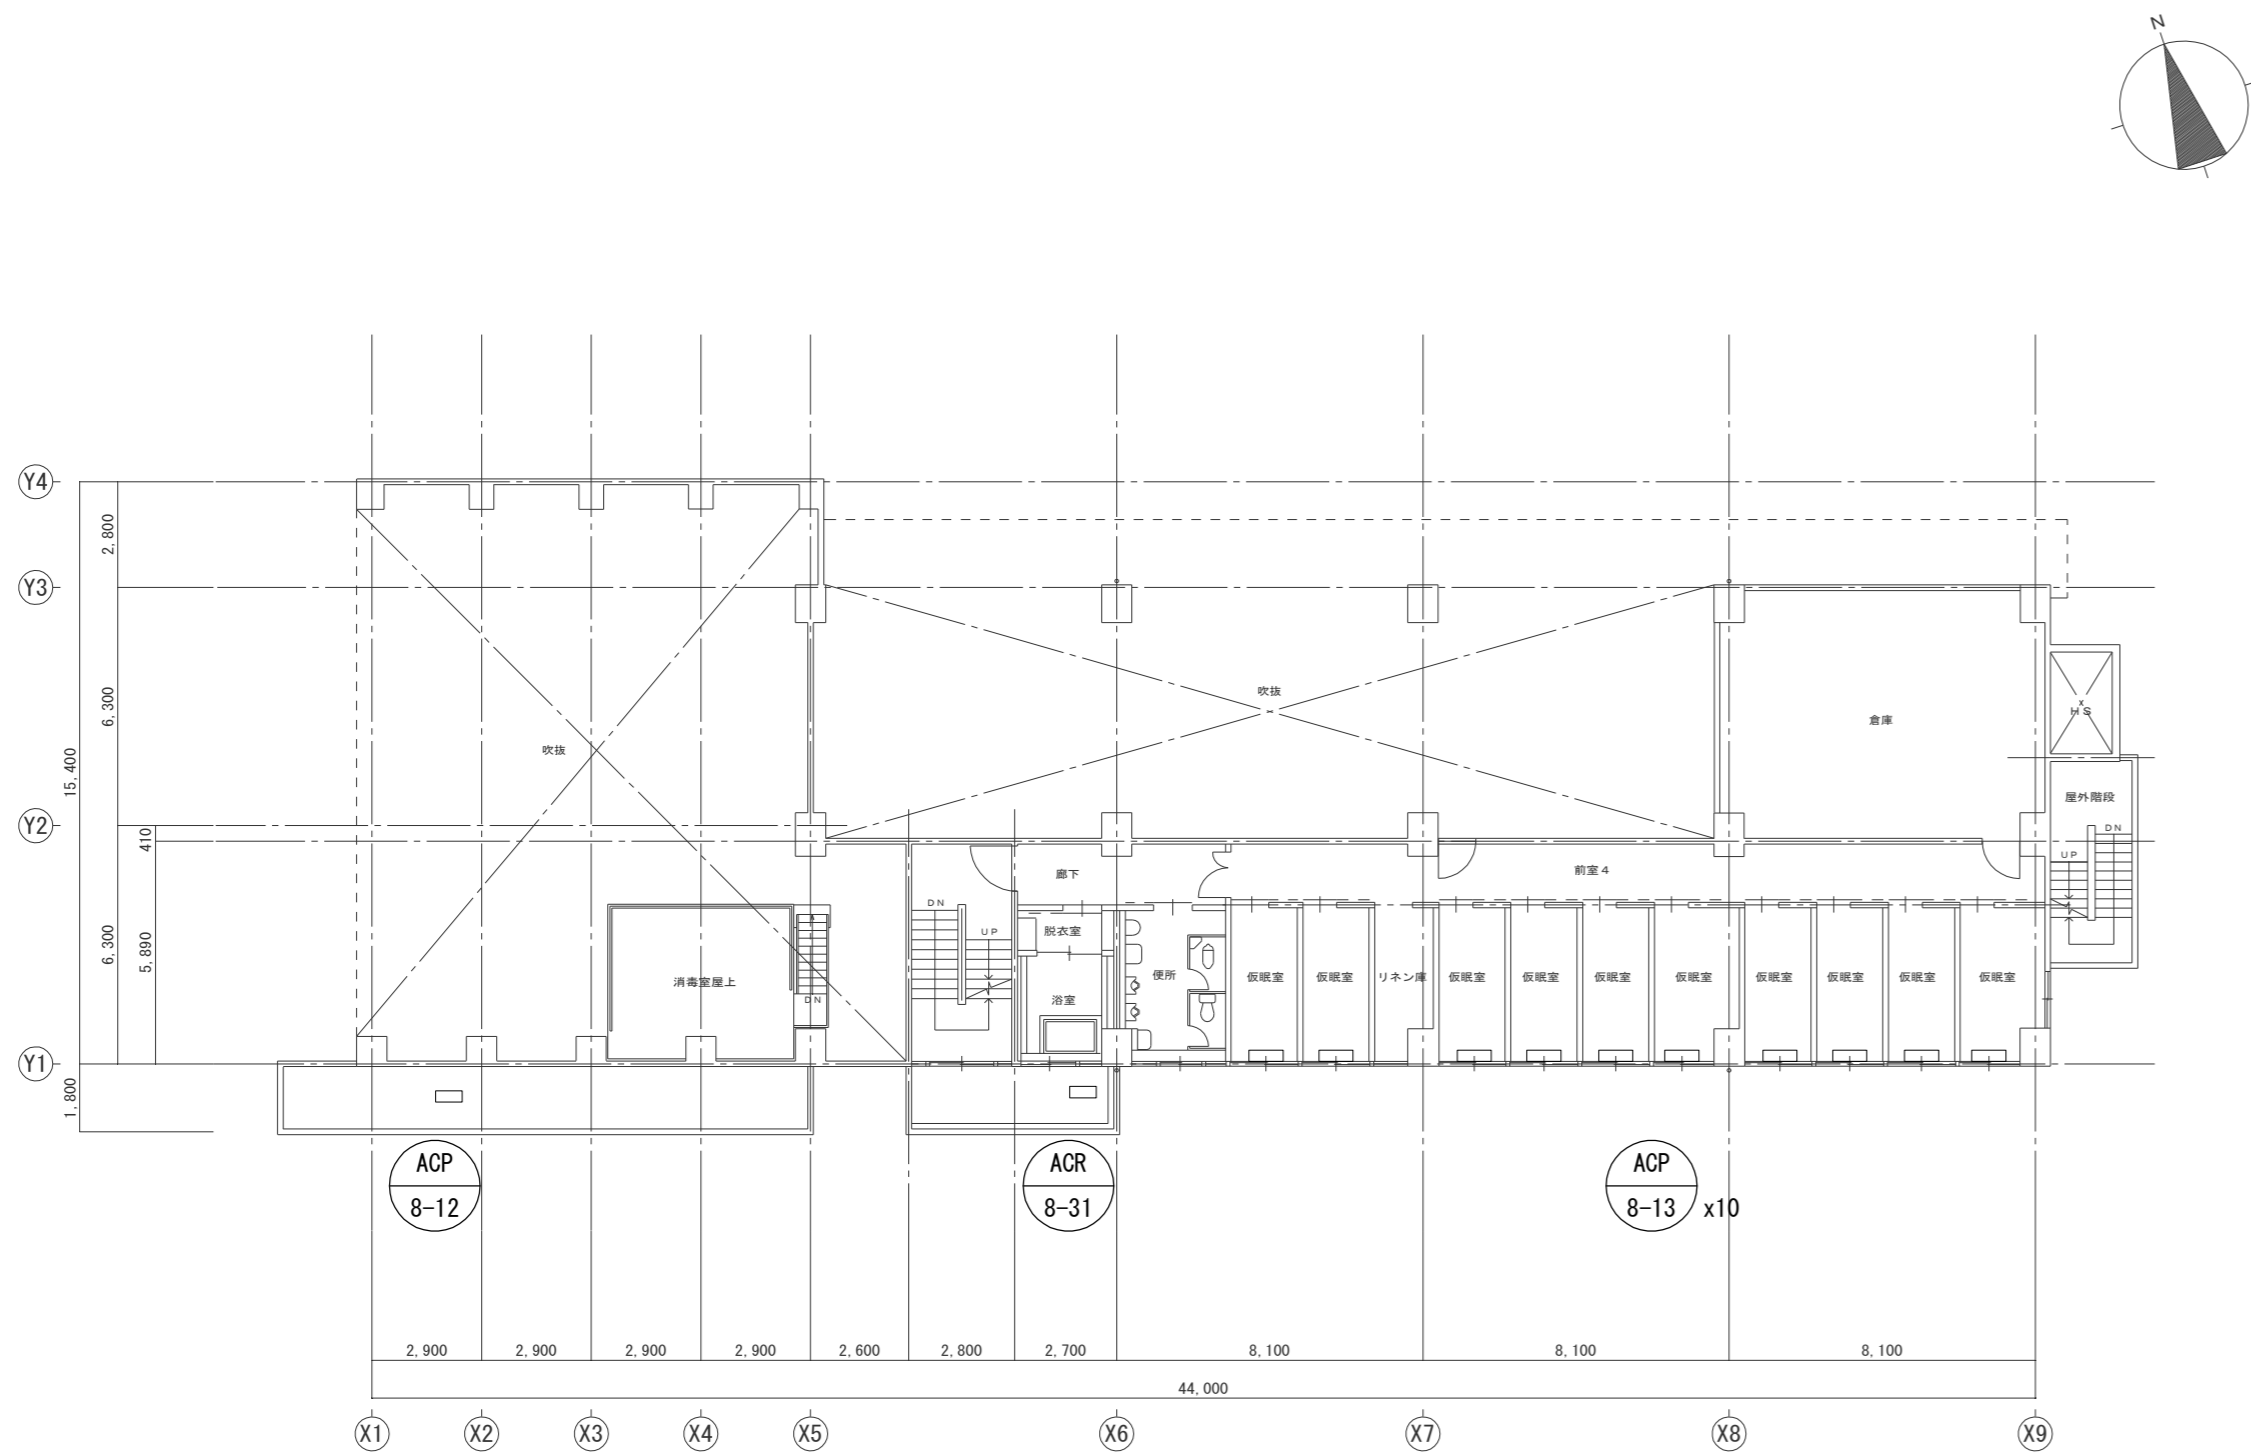 N
Y4
2,800
Y3
6,300
15,400
吹抜
吹抜
倉庫
HS
屋外階段
Y2
410
DN
UP
廊下
前室4
6,300
5,890
DN
UP
脱衣室
消毒室屋上
DN
浴室
便所
仮眠室
仮眠室
リネン庫
仮眠室
仮眠室
仮眠室
仮眠室
仮眠室
仮眠室
仮眠室
仮眠室
Y1
1,800
ACP
8-12
ACR
8-31
ACP
8-13
x10
2,900
2,900
2,900
2,900
2,600
2,800
2,700
8,100
8,100
8,100
44,000
X1
X2
X3
X4
X5
X6
X7
X8
X9